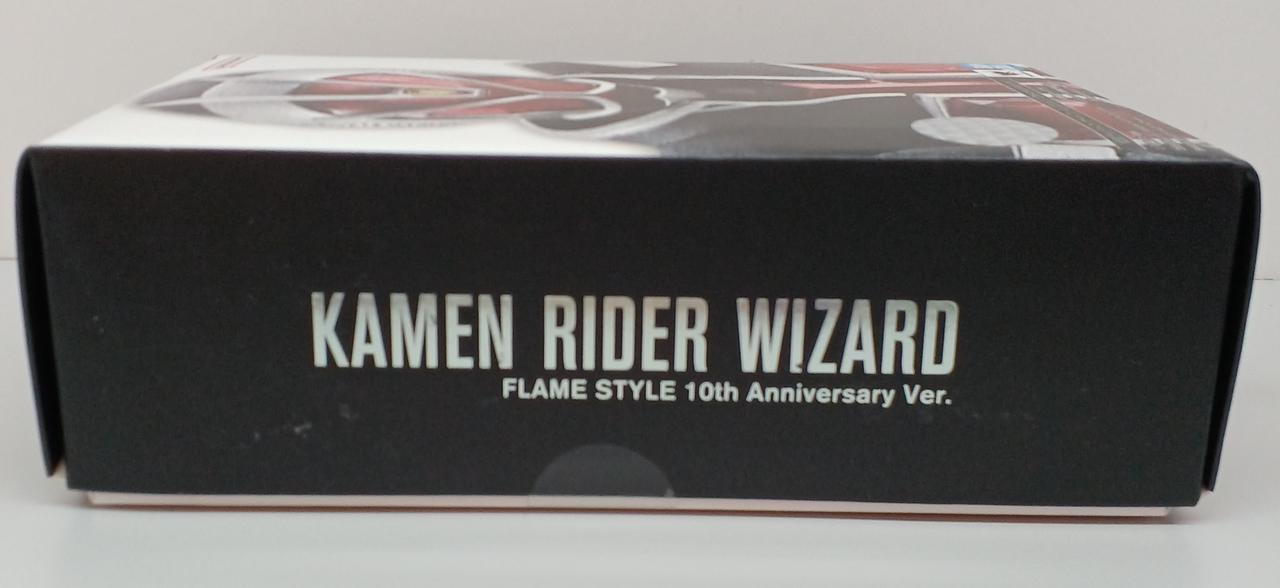 KAMEN RIDER WIZARD
FLAME STYLE 10th Anniversary Ver.